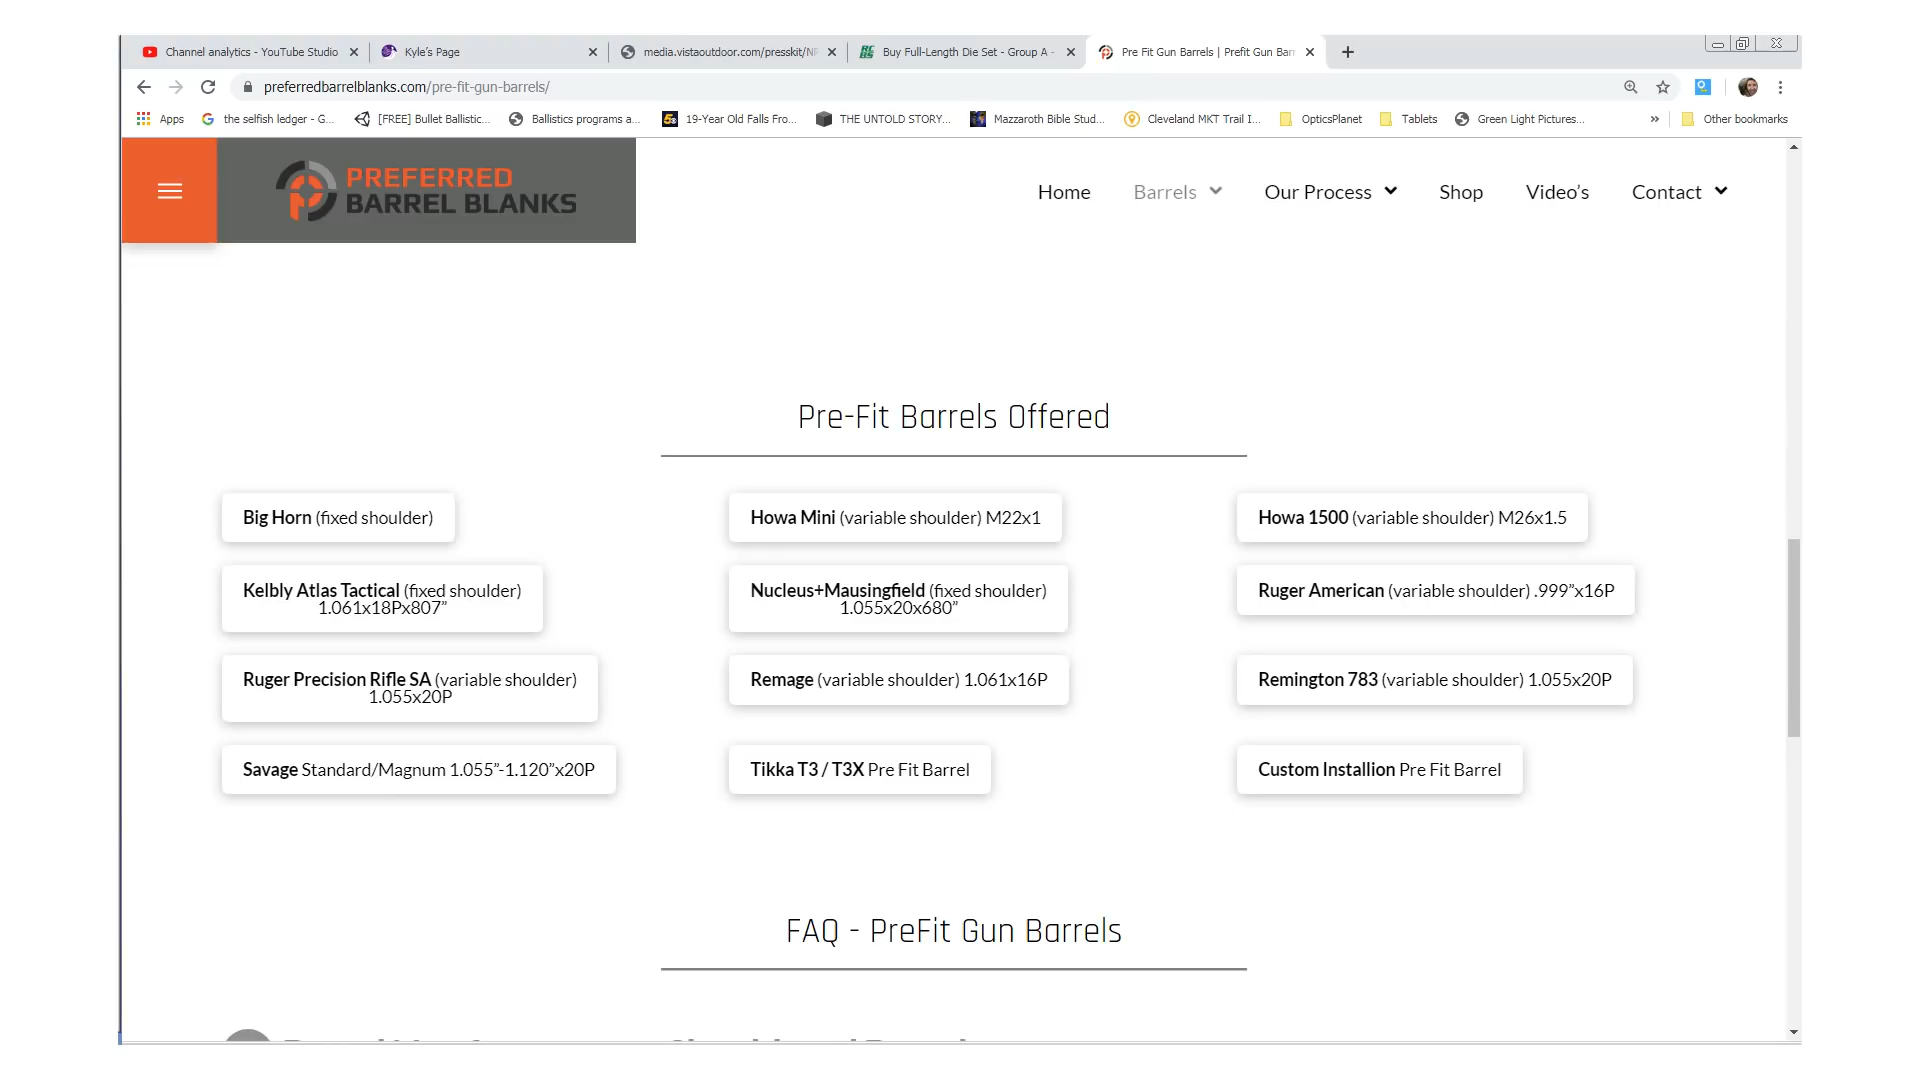 Channel analytics - YouTube Studio
Kyle's Page
media.vistaoutdoor.com/presskit/NR
Buy Full-Length Die Set - Group A -
Pre Fit Gun Barrels | Prefit Gun Barr
preferredbarrelblanks.com/pre-fit-gun-barrels/
Apps
the selfish ledger - G...
[FREE] Bullet Ballistic...
Ballistics programs a...
19-Year Old Falls Fro...
THE UNTOLD STORY...
Mazzaroth Bible Stud...
Cleveland MKT Trail I...
OpticsPlanet
Tablets
Green Light Pictures...
»
Other bookmarks
PREFERRED
BARREL BLANKS
Home
Barrels
Our Process
Shop
Video's
Contact
Pre-Fit Barrels Offered
Big Horn (fixed shoulder)
Howa Mini (variable shoulder) M22x1
Howa 1500 (variable shoulder) M26x1.5
Kelbly Atlas Tactical (fixed shoulder)
1.061x18Px807”
Nucleus+Mausingfield (fixed shoulder)
1.055x20x680”
Ruger American (variable shoulder) .999”x16P
Ruger Precision Rifle SA (variable shoulder)
1.055x20P
Remage (variable shoulder) 1.061x16P
Remington 783 (variable shoulder) 1.055x20P
Savage Standard/Magnum 1.055”-1.120”x20P
Tikka T3 / T3X Pre Fit Barrel
Custom Installion Pre Fit Barrel
FAQ - PreFit Gun Barrels